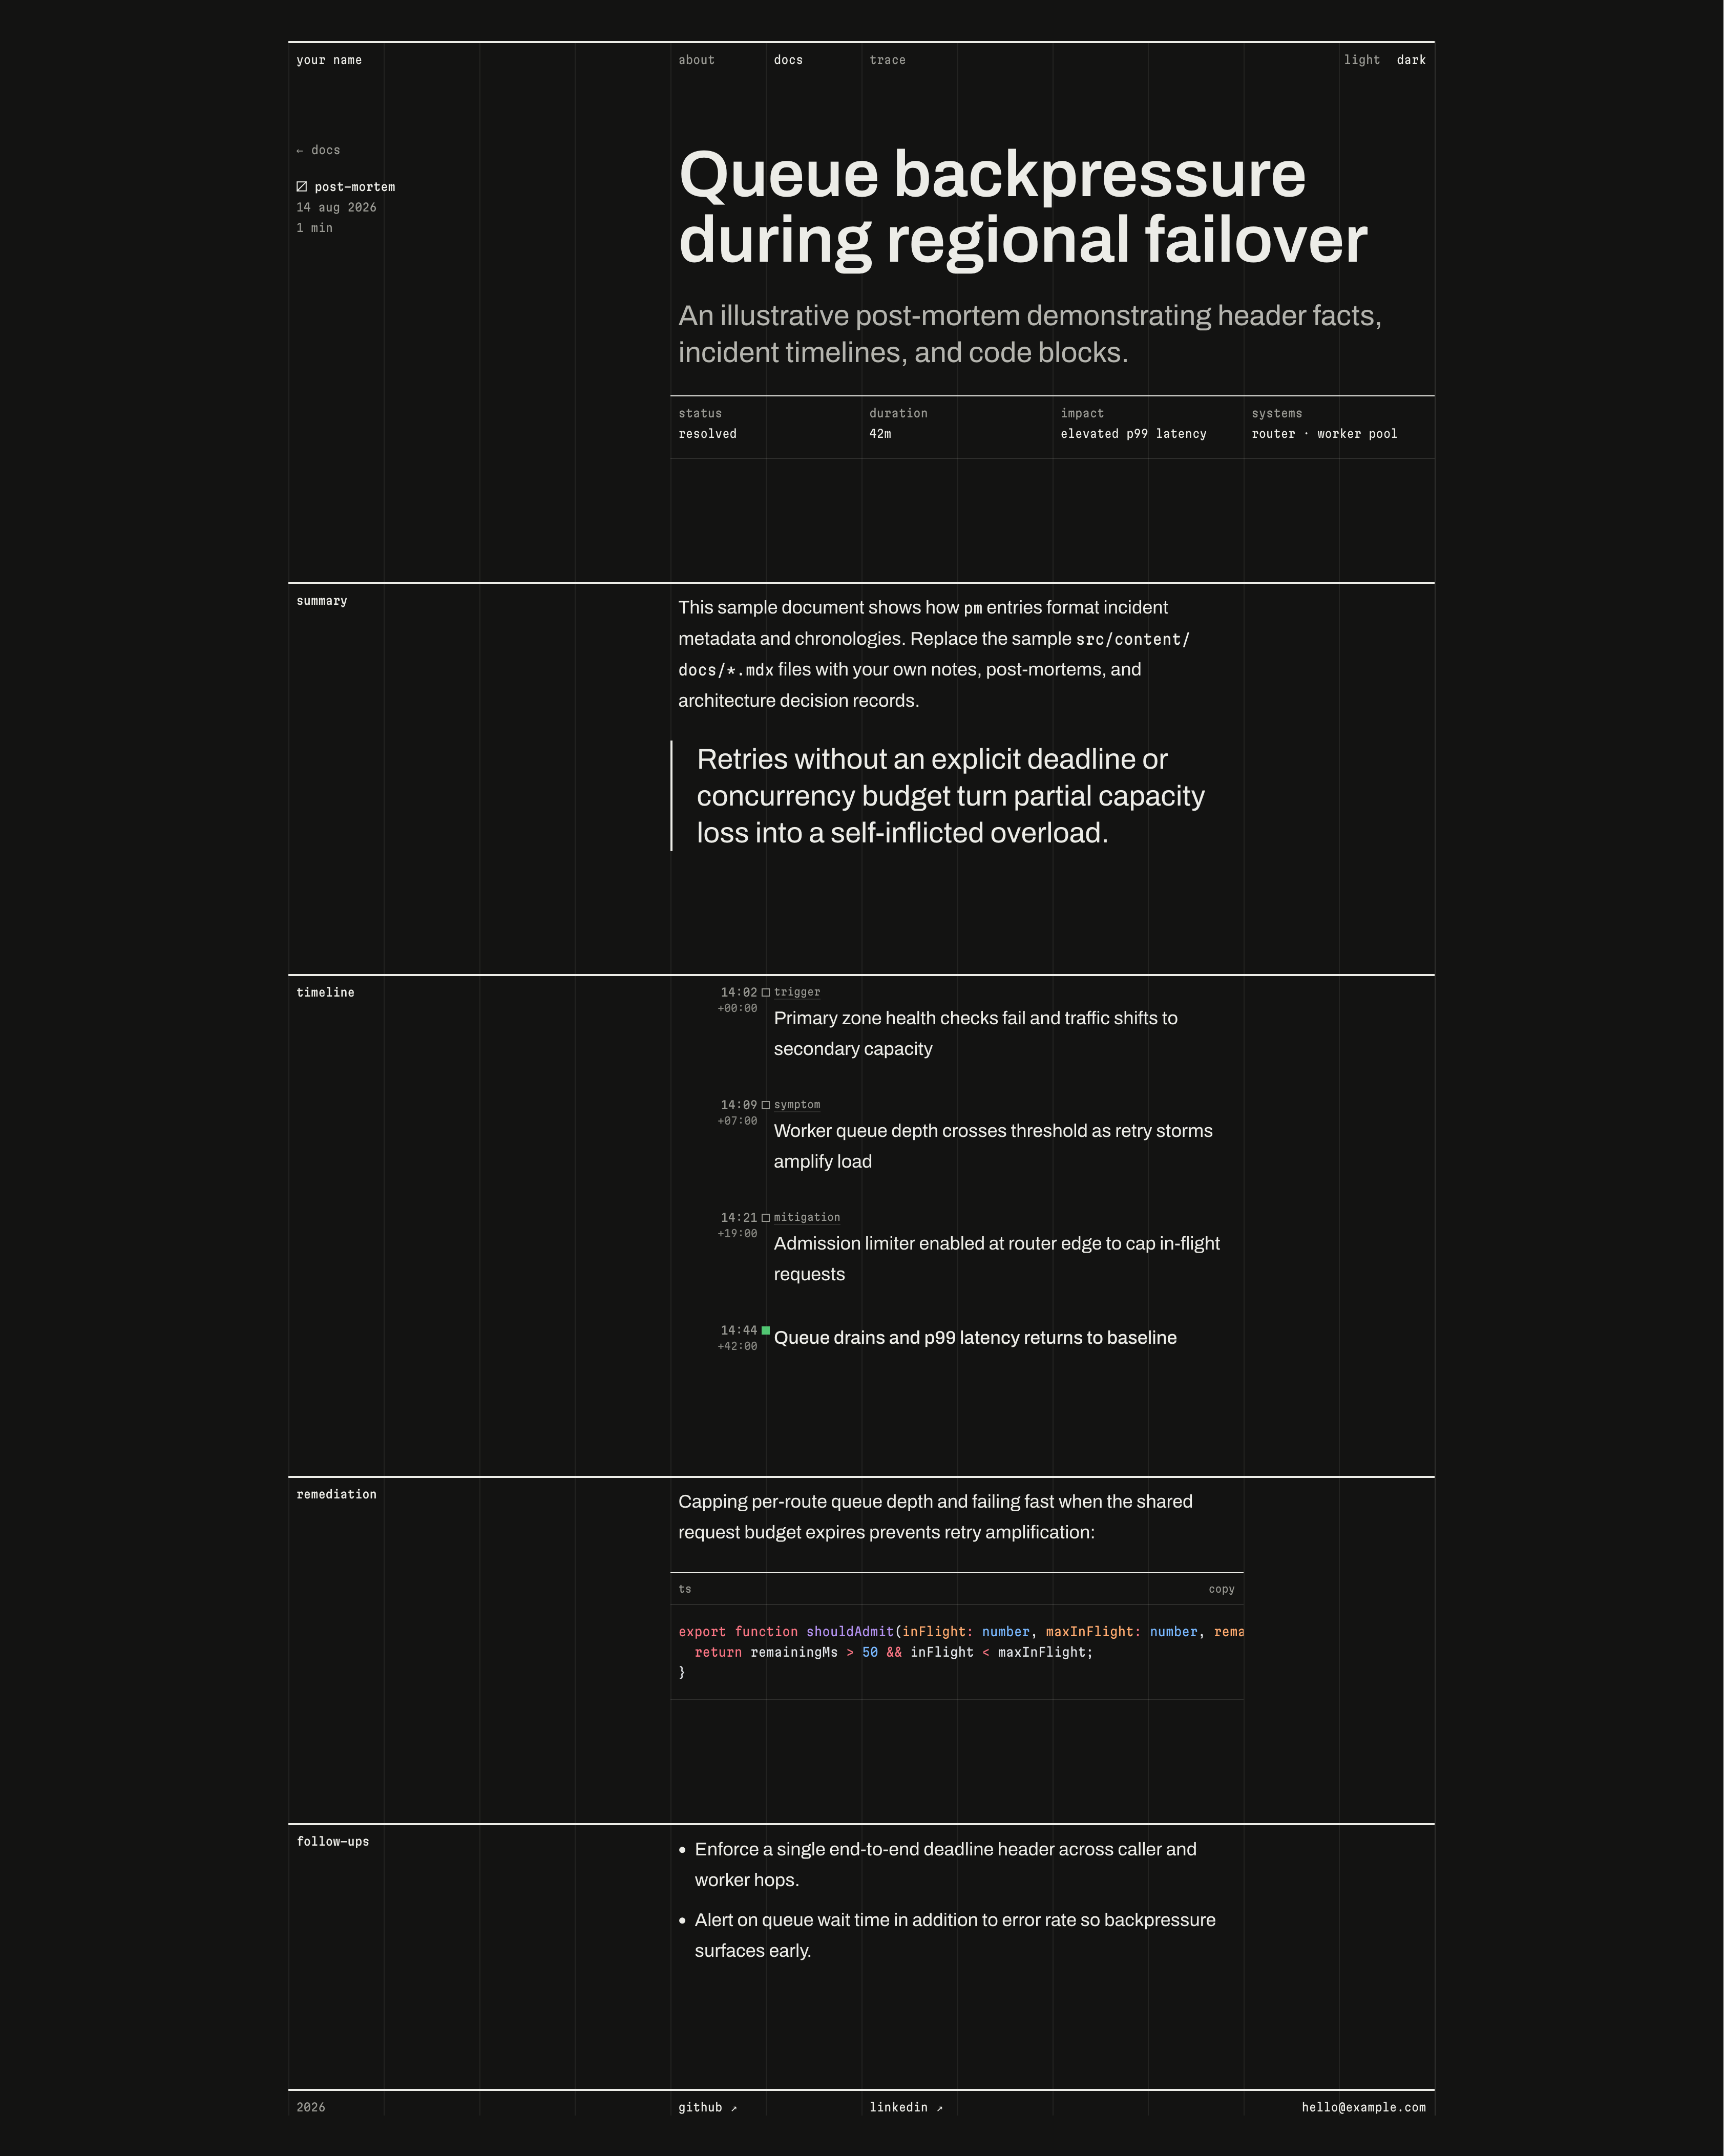 your name
about docs trace
light dark
← docs
post-mortem
14 aug 2026
1 min
Queue backpressure
during regional failover
An illustrative post-mortem demonstrating header facts,
incident timelines, and code blocks.
status duration impact systems
resolved 42m elevated p99 latency router · worker pool
summary
This sample document shows how pm entries format incident
metadata and chronologies. Replace the sample src/content/
docs/*.mdx files with your own notes, post-mortems, and
architecture decision records.
Retries without an explicit deadline or
concurrency budget turn partial capacity
loss into a self-inflicted overload.
timeline
14:02 trigger
+00:00
Primary zone health checks fail and traffic shifts to
secondary capacity
14:09 symptom
+07:00
Worker queue depth crosses threshold as retry storms
amplify load
14:21 mitigation
+19:00
Admission limiter enabled at router edge to cap in-flight
requests
14:44 Queue drains and p99 latency returns to baseline
+42:00
remediation
Capping per-route queue depth and failing fast when the shared
request budget expires prevents retry amplification:
ts copy
export function shouldAdmit(inFlight: number, maxInFlight: number, rema
return remainingMs > 50 && inFlight < maxInFlight;
}
follow-ups
• Enforce a single end-to-end deadline header across caller and
worker hops.
• Alert on queue wait time in addition to error rate so backpressure
surfaces early.
2026 github ↗ linkedin ↗ hello@example.com